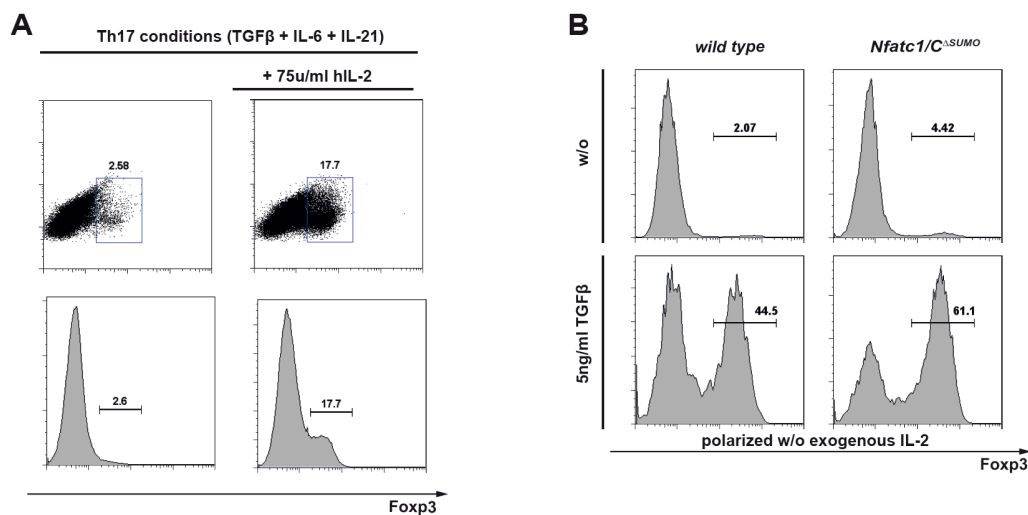 A
Th17 conditions (TGFβ + IL-6 + IL-21)
+ 75u/ml hIL-2
2.58
17.7
2.6
17.7
Foxp3
B
wild type
Nfatc1/C^ΔSUMO
w/o
2.07
4.42
5ng/ml TGFβ
44.5
61.1
polarized w/o exogenous IL-2
Foxp3